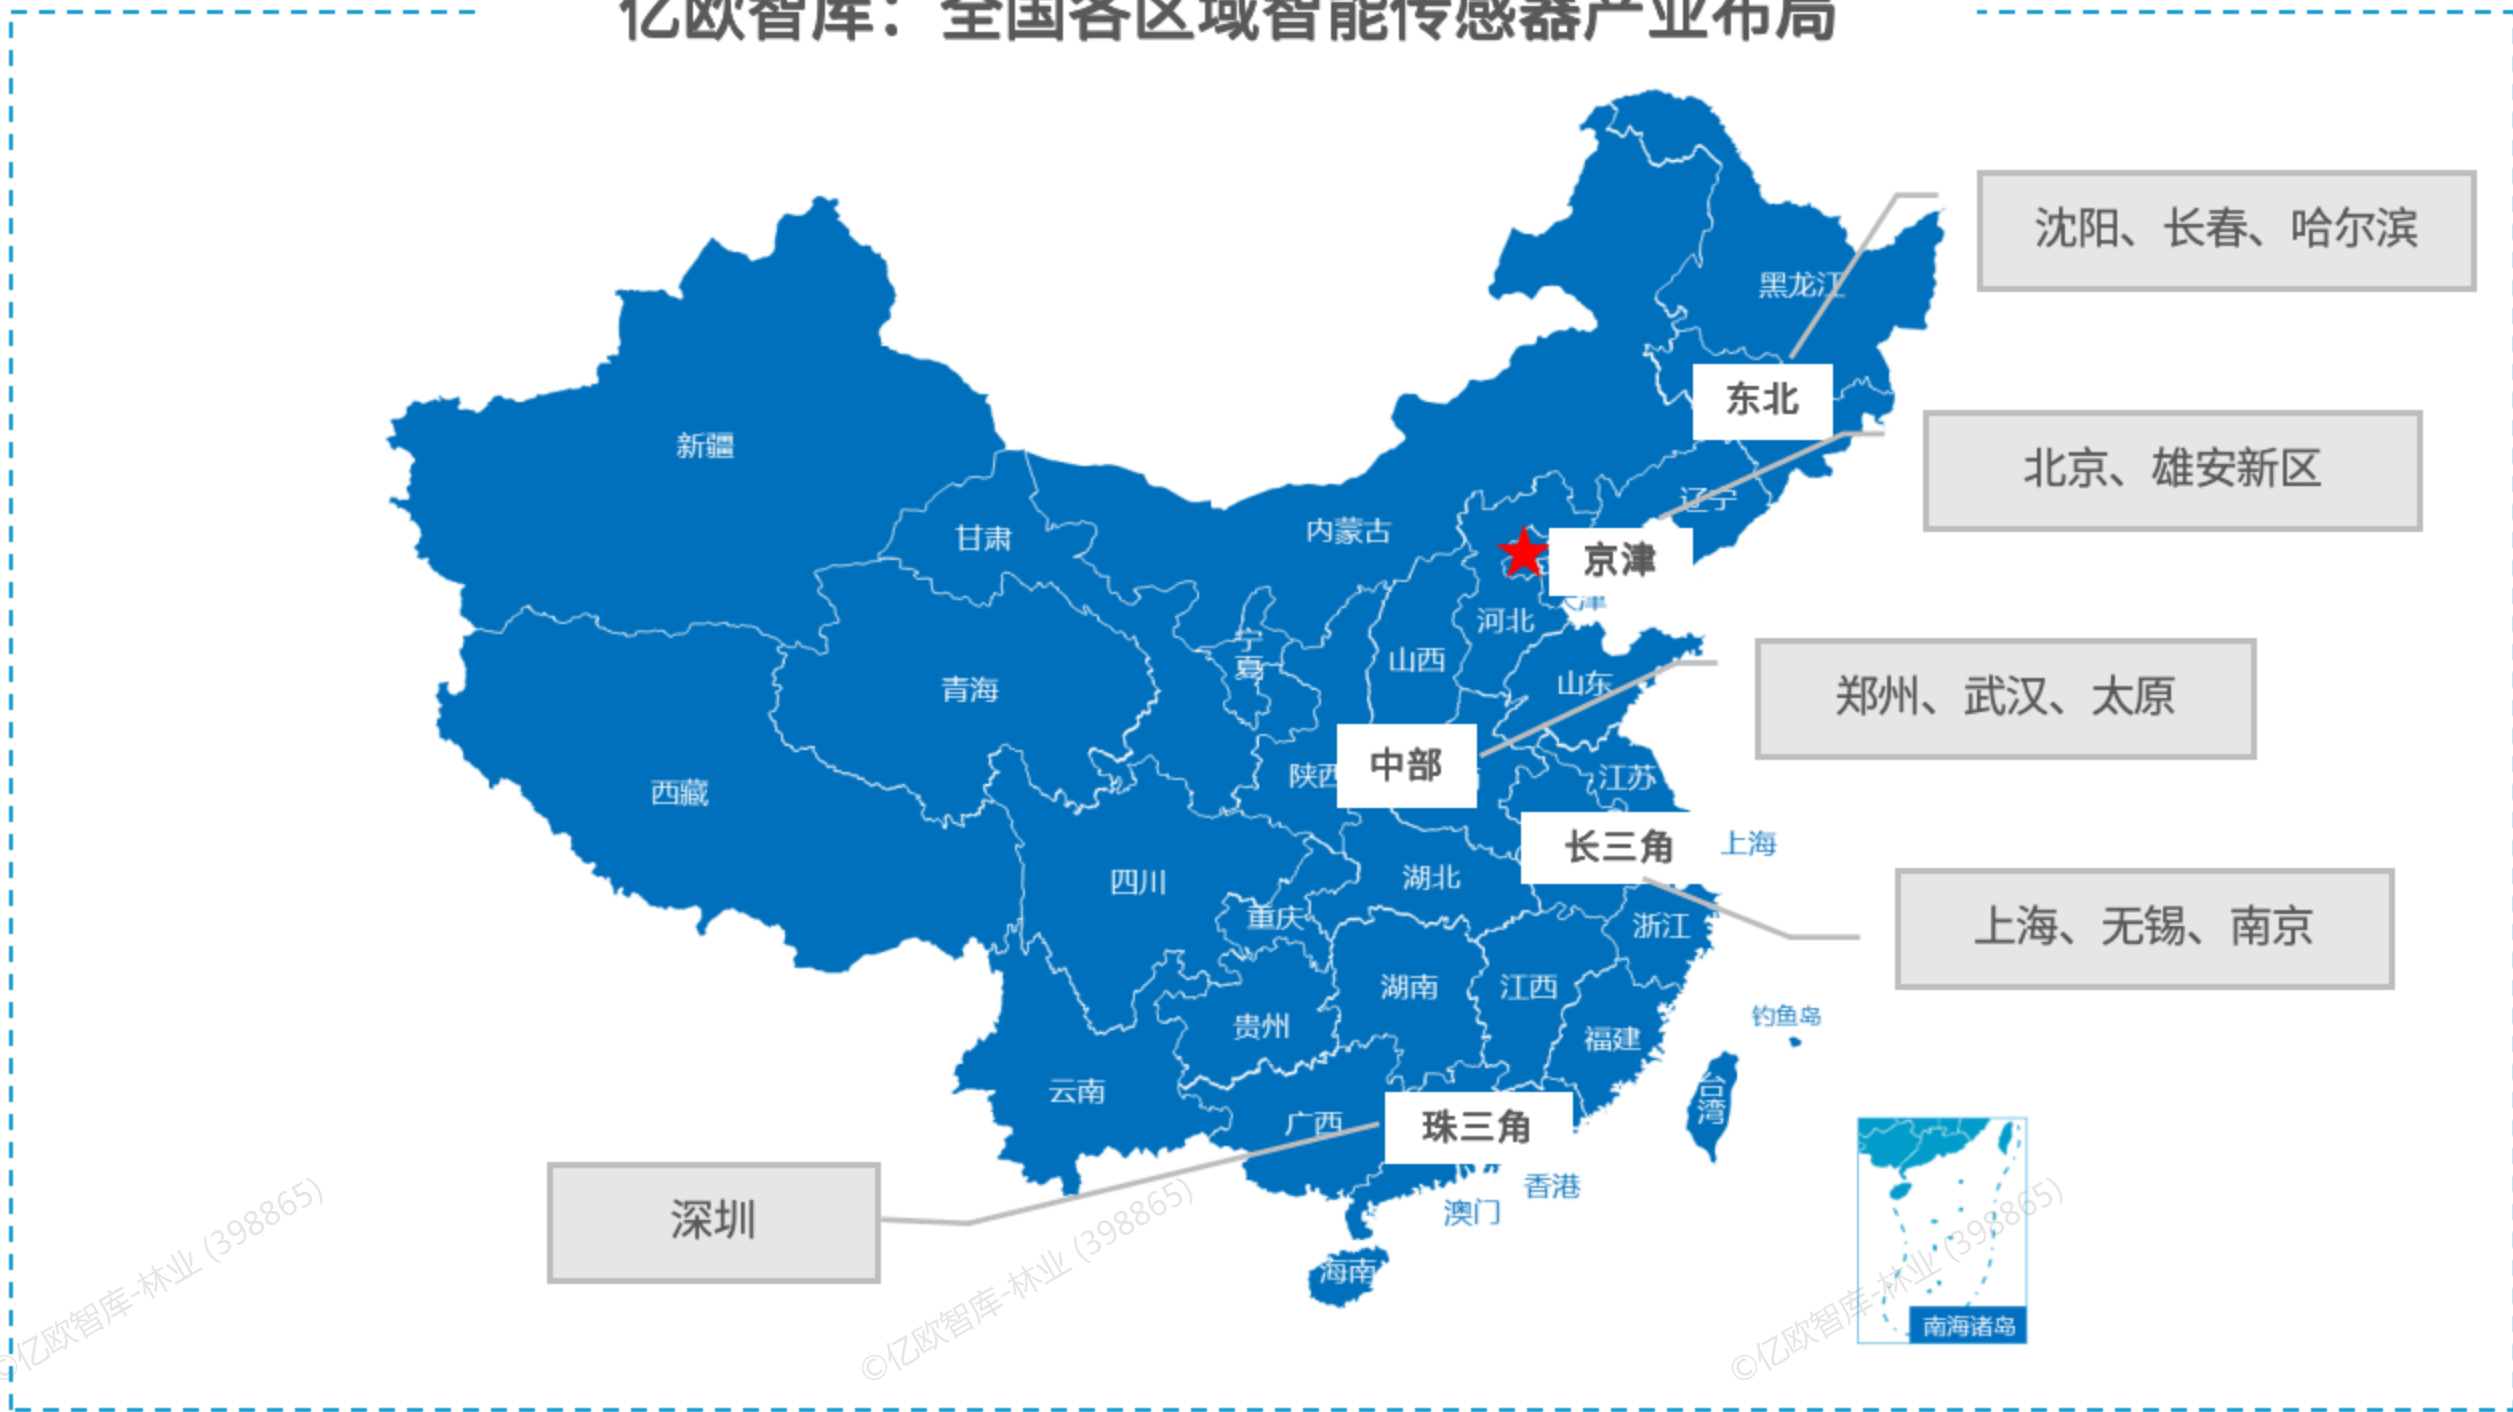 亿欧智库：全国各区域智能传感器产业布局
沈阳、长春、哈尔滨
黑龙江
东北
北京、雄安新区
新疆
辽宁
甘肃
内蒙古
京津
天津
河北
宁
夏
山西
郑州、武汉、太原
山东
青海
中部
陕西
江苏
西藏
长三角
上海
湖北
四川
重庆
浙江
上海、无锡、南京
湖南
江西
钓鱼岛
贵州
福建
云南
台
湾
广西
珠三角
香港
澳门
深圳
海南
南海诸岛
©亿欧智库-林业 (398865)
©亿欧智库-林业 (398865)
©亿欧智库-林业 (398865)